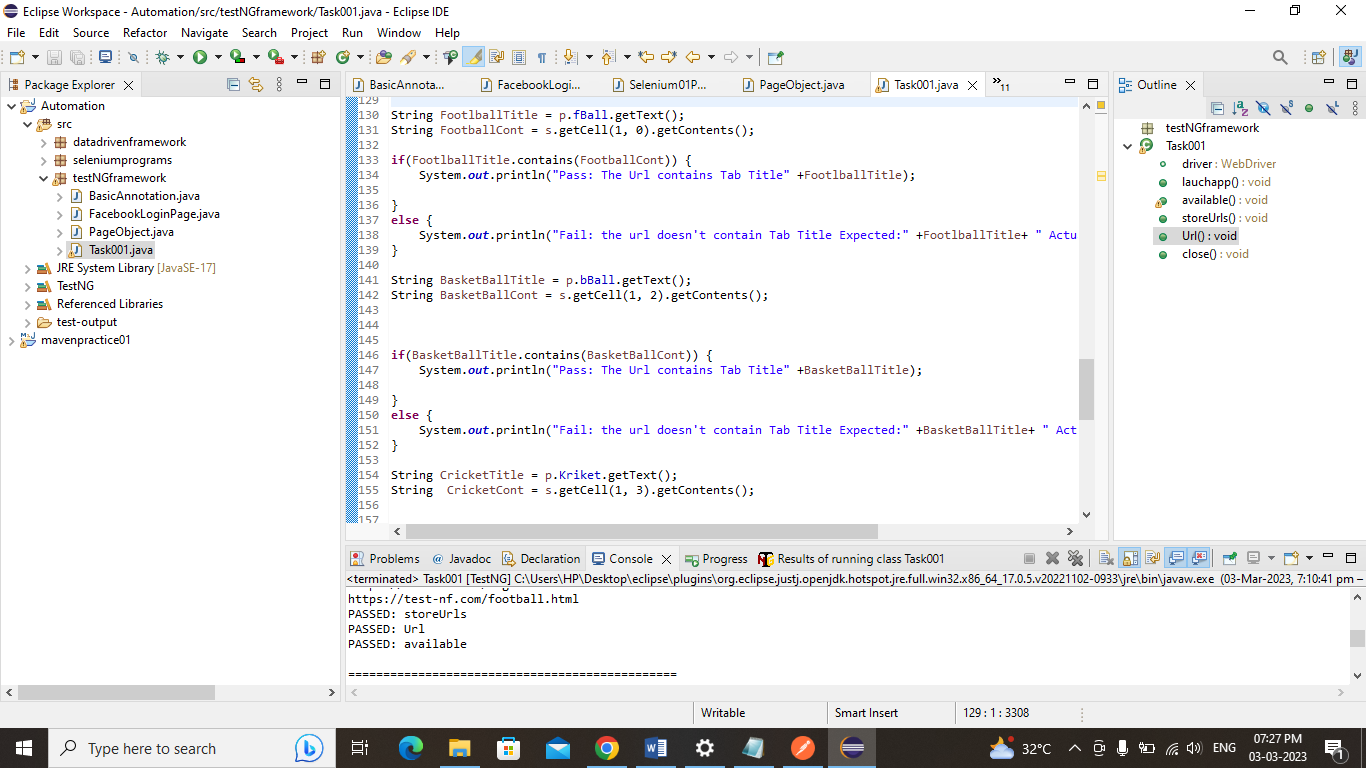 Eclipse Workspace - Automation/src/testNGframework/Task001.java - Eclipse IDE
File Edit Source Refactor Navigate Search Project Run Window Help
Package Explorer
Automation
src
datadrivenframework
seleniumprograms
testNGframework
BasicAnnotation.java
FacebookLoginPage.java
PageObject.java
Task001.java
JRE System Library [JavaSE-17]
TestNG
Referenced Libraries
test-output
mavenpractice01
BasicAnnota... FacebookLogi... Selenium01P... PageObject.java Task001.java »11
129
130 String FootlballTitle = p.fBall.getText();
131 String FootballCont = s.getCell(1, 0).getContents();
132
133 if(FootlballTitle.contains(FootballCont)) {
134 System.out.println("Pass: The Url contains Tab Title" +FootlballTitle);
135
136 }
137 else {
138 System.out.println("Fail: the url doesn't contain Tab Title Expected:" +FootlballTitle+ " Actu
139 }
140
141 String BasketBallTitle = p.bBall.getText();
142 String BasketBallCont = s.getCell(1, 2).getContents();
143
144
145
146 if(BasketBallTitle.contains(BasketBallCont)) {
147 System.out.println("Pass: The Url contains Tab Title" +BasketBallTitle);
148
149 }
150 else {
151 System.out.println("Fail: the url doesn't contain Tab Title Expected:" +BasketBallTitle+ " Act
152 }
153
154 String CricketTitle = p.Kriket.getText();
155 String  CricketCont = s.getCell(1, 3).getContents();
156
157
Outline
testNGframework
Task001
driver : WebDriver
lauchapp() : void
available() : void
storeUrls() : void
Url() : void
close() : void
Problems @ Javadoc Declaration Console Progress Results of running class Task001
<terminated> Task001 [TestNG] C:\Users\HP\Desktop\eclipse\plugins\org.eclipse.justj.openjdk.hotspot.jre.full.win32.x86_64_17.0.5.v20221102-0933\jre\bin\javaw.exe (03-Mar-2023, 7:10:41 pm –
https://test-nf.com/football.html
PASSED: storeUrls
PASSED: Url
PASSED: available
===============================================
Writable Smart Insert 129 : 1 : 3308
Type here to search
32°C ENG 07:27 PM
03-03-2023
1